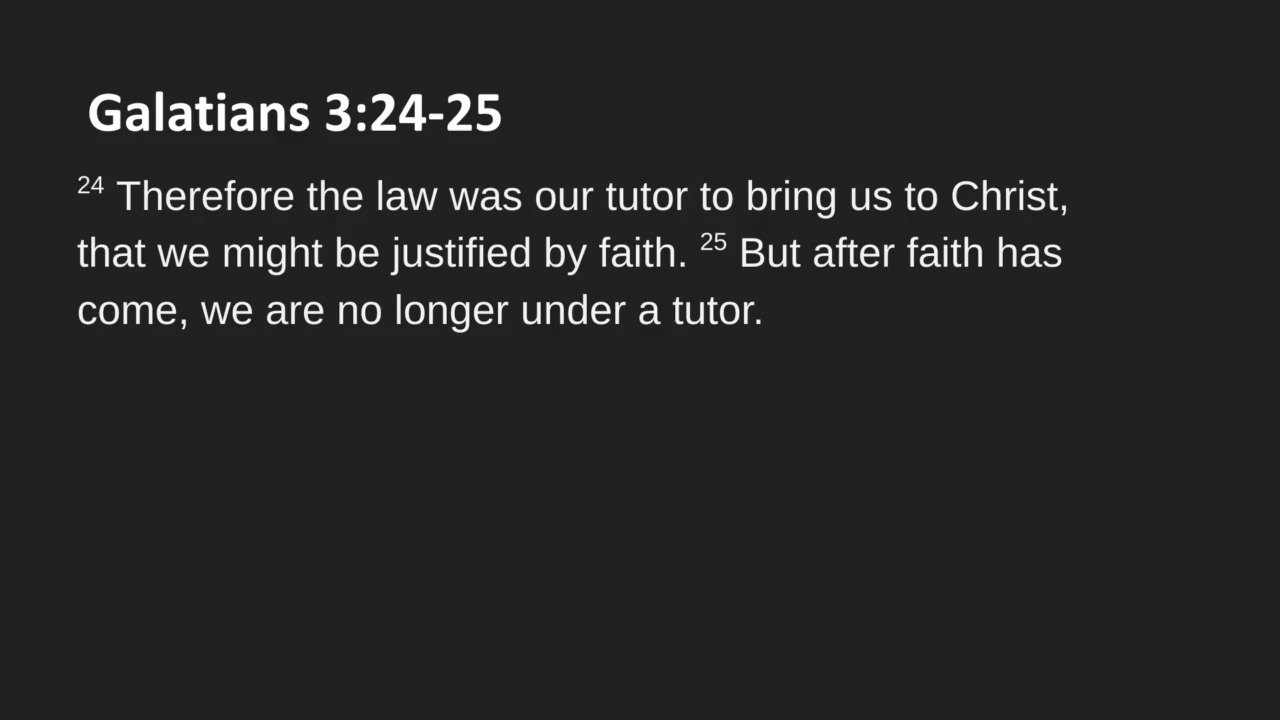 Galatians 3:24-25
24 Therefore the law was our tutor to bring us to Christ,
that we might be justified by faith. 25 But after faith has
come, we are no longer under a tutor.